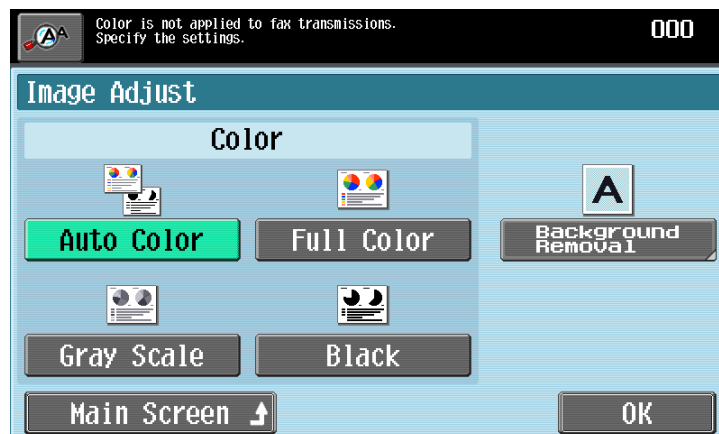 Color is not applied to fax transmissions.
Specify the settings.
000
Image Adjust
Color
Auto Color
Full Color
Background
Removal
Gray Scale
Black
Main Screen
OK